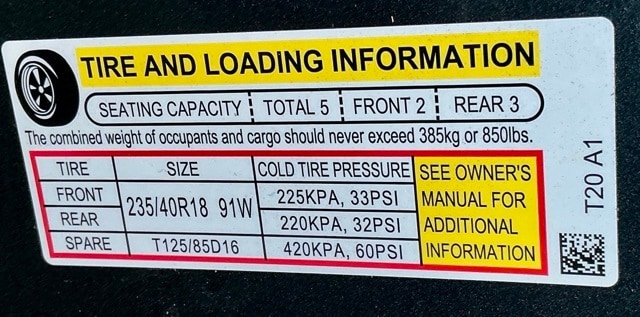 TIRE AND LOADING INFORMATION
SEATING CAPACITY TOTAL 5 FRONT 2 REAR 3
The combined weight of occupants and cargo should never exceed 385kg or 850lbs.
TIRE SIZE COLD TIRE PRESSURE
FRONT 235/40R18 91W 225KPA, 33PSI
REAR 220KPA, 32PSI
SPARE T125/85D16 420KPA, 60PSI
SEE OWNER'S
MANUAL FOR
ADDITIONAL
INFORMATION
T20 A1